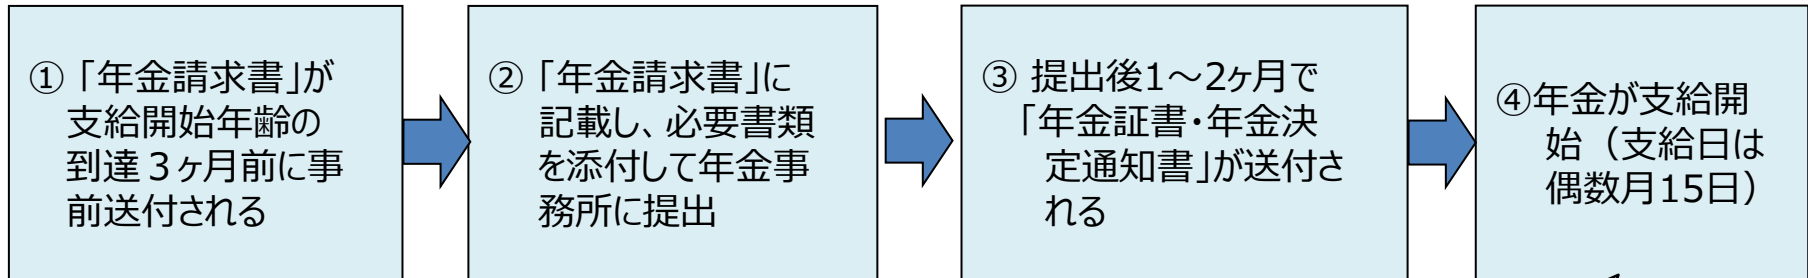 ①「年金請求書」が
支給開始年齢の
到達３ヶ月前に事
前送付される
②「年金請求書」に
記載し、必要書類
を添付して年金事
務所に提出
③ 提出後1～2ヶ月で
「年金証書・年金決
定通知書」が送付さ
れる
④年金が支給開
始（支給日は
偶数月15日）